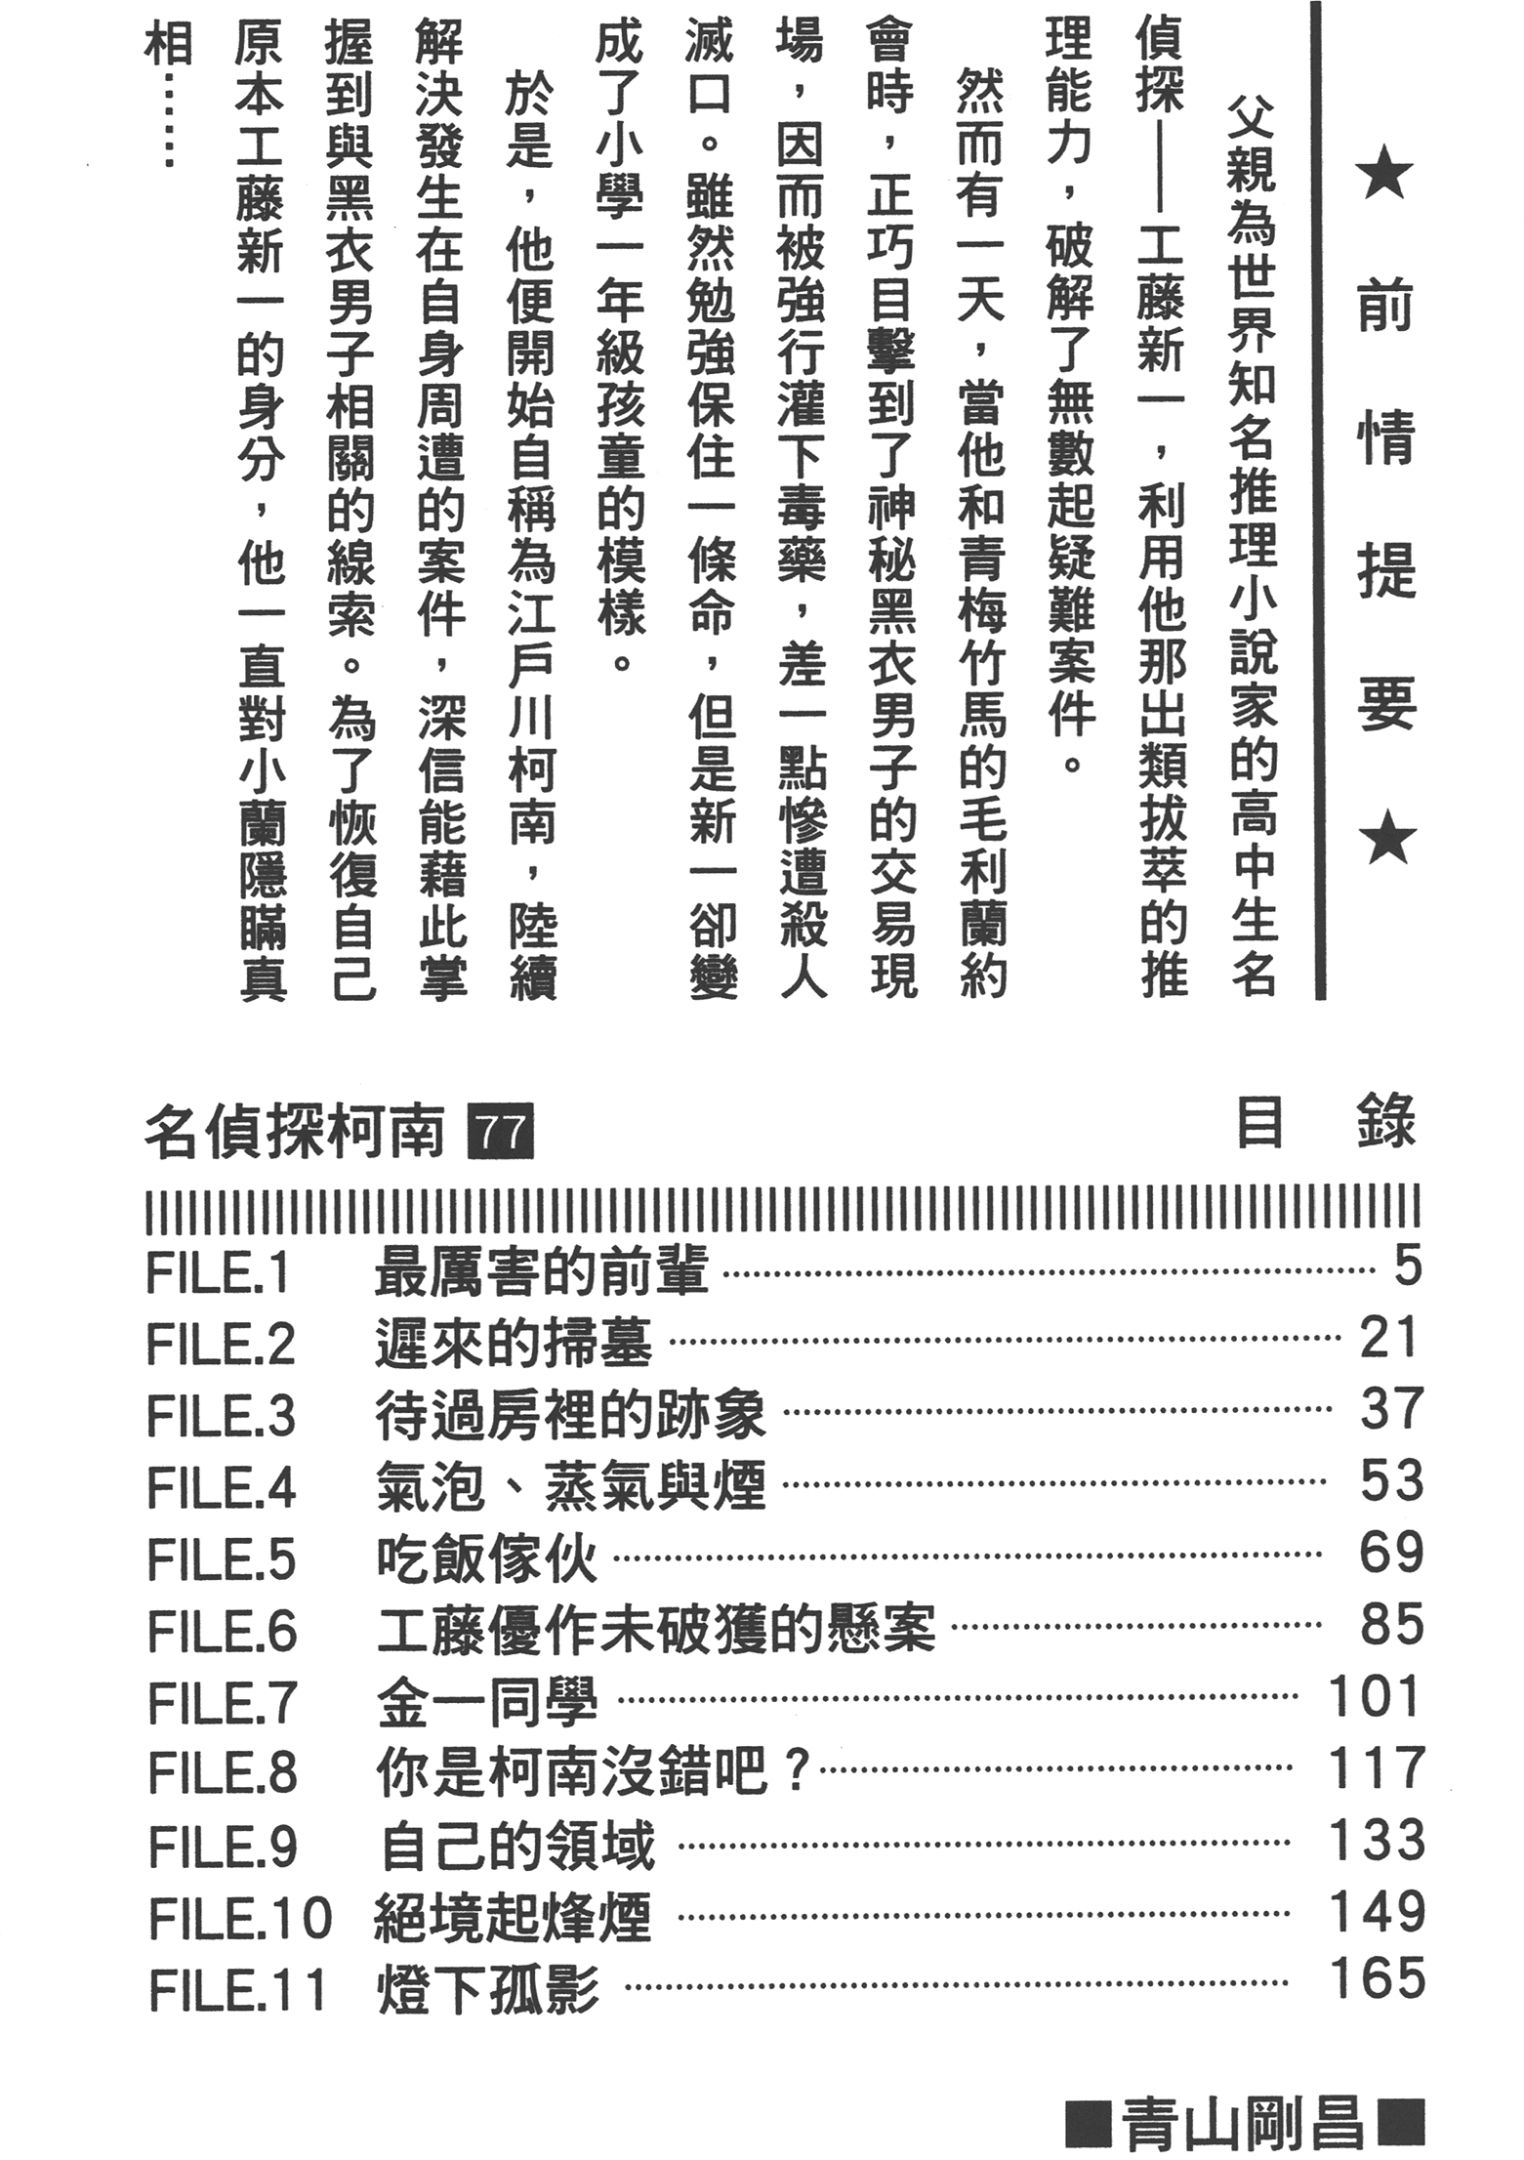 ★前情提要★
父親為世界知名推理小說家的高中生名
偵探——工藤新一，利用他那出類拔萃的推
理能力，破解了無數起疑難案件。
然而有一天，當他和青梅竹馬的毛利蘭約
會時，正巧目擊到了神秘黑衣男子的交易現
場，因而被強行灌下毒藥，差一點慘遭殺人
滅口。雖然勉強保住一條命，但是新一卻變
成了小學一年級孩童的模樣。
於是，他便開始自稱為江戶川柯南，陸續
解決發生在自身周遭的案件，深信能藉此掌
握到與黑衣男子相關的線索。為了恢復自己
原本工藤新一的身分，他一直對小蘭隱瞞真
相……
名偵探柯南 77 目錄
FILE.1 最厲害的前輩 5
FILE.2 遲來的掃墓 21
FILE.3 待過房裡的跡象 37
FILE.4 氣泡、蒸氣與煙 53
FILE.5 吃飯傢伙 69
FILE.6 工藤優作未破獲的懸案 85
FILE.7 金一同學 101
FILE.8 你是柯南沒錯吧？ 117
FILE.9 自己的領域 133
FILE.10 絕境起烽煙 149
FILE.11 燈下孤影 165
■青山剛昌■